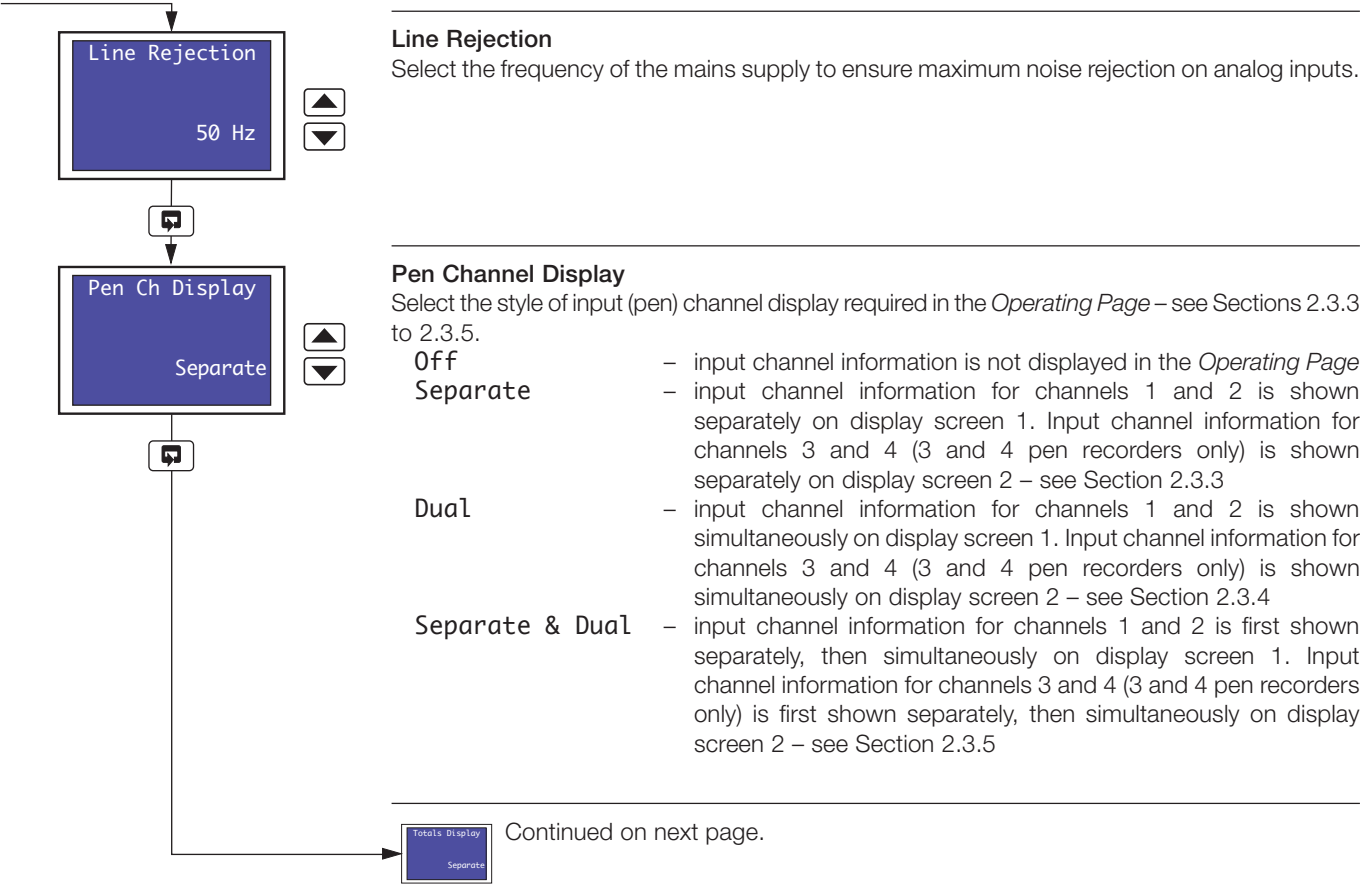 Line Rejection
50 Hz
Line Rejection
Select the frequency of the mains supply to ensure maximum noise rejection on analog inputs.
Pen Ch Display
Separate
Pen Channel Display
Select the style of input (pen) channel display required in the Operating Page – see Sections 2.3.3
to 2.3.5.
Off – input channel information is not displayed in the Operating Page
Separate – input channel information for channels 1 and 2 is shown
separately on display screen 1. Input channel information for
channels 3 and 4 (3 and 4 pen recorders only) is shown
separately on display screen 2 – see Section 2.3.3
Dual – input channel information for channels 1 and 2 is shown
simultaneously on display screen 1. Input channel information for
channels 3 and 4 (3 and 4 pen recorders only) is shown
simultaneously on display screen 2 – see Section 2.3.4
Separate & Dual – input channel information for channels 1 and 2 is first shown
separately, then simultaneously on display screen 1. Input
channel information for channels 3 and 4 (3 and 4 pen recorders
only) is first shown separately, then simultaneously on display
screen 2 – see Section 2.3.5
Totals Display
Separate
Continued on next page.